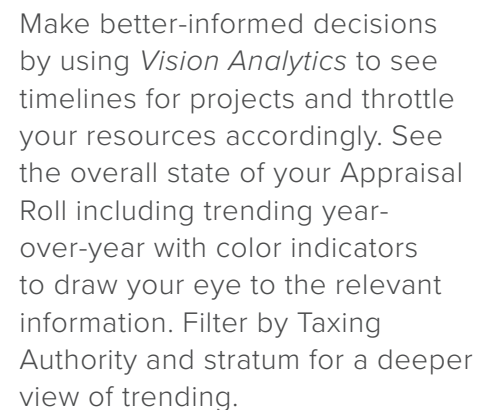 Make better-informed decisions
by using Vision Analytics to see
timelines for projects and throttle
your resources accordingly. See
the overall state of your Appraisal
Roll including trending year-
over-year with color indicators
to draw your eye to the relevant
information. Filter by Taxing
Authority and stratum for a deeper
view of trending.